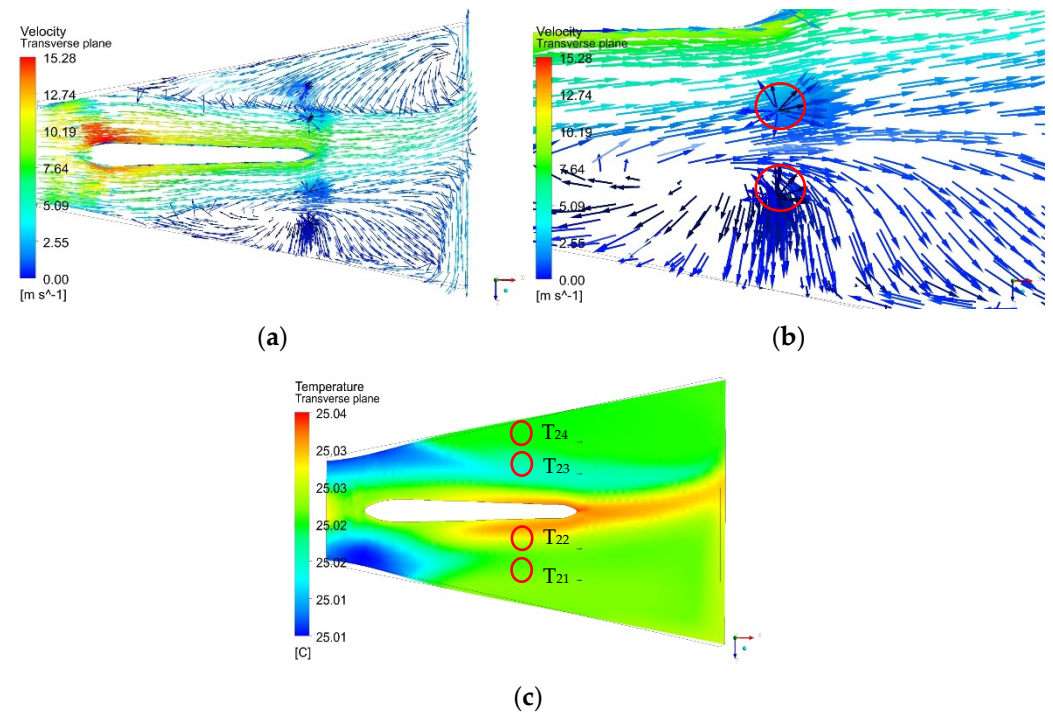 Velocity
Transverse plane
15.28
12.74
10.19
7.64
5.09
2.55
0.00
[m s^-1]
(a)
Velocity
Transverse plane
15.28
12.74
10.19
7.64
5.09
2.55
0.00
[m s^-1]
(b)
Temperature
Transverse plane
25.04
25.03
25.03
25.02
25.02
25.01
25.01
[C]
T24
T23
T22
T21
(c)